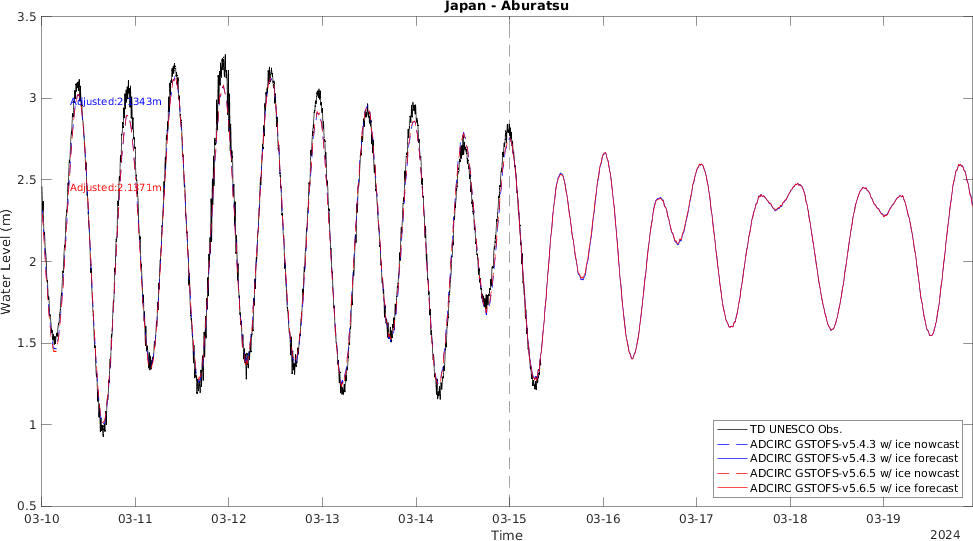 Japan - Aburatsu
3.5
3
2.5
2
1.5
1
0.5
Water Level (m)
Adjusted:2.1343m
Adjusted:2.1371m
03-10
03-11
03-12
03-13
03-14
03-15
03-16
03-17
03-18
03-19
Time
2024
TD UNESCO Obs.
ADCIRC GSTOFS-v5.4.3 w/ ice nowcast
ADCIRC GSTOFS-v5.4.3 w/ ice forecast
ADCIRC GSTOFS-v5.6.5 w/ ice nowcast
ADCIRC GSTOFS-v5.6.5 w/ ice forecast